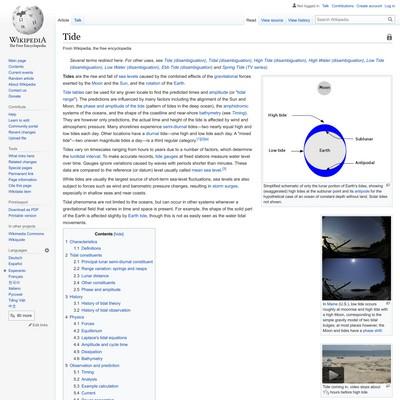 Not logged in Talk Contributions Create account Log in
Article Talk
Read View source View history
Search Wikipedia
WIKIPEDIA
The Free Encyclopedia
Main page
Contents
Current events
Random article
About Wikipedia
Contact us
Donate
Contribute
Help
Learn to edit
Community portal
Recent changes
Upload file
Tools
What links here
Related changes
Special pages
Permanent link
Page information
Cite this page
Wikidata item
Print/export
Download as PDF
Printable version
In other projects
Wikimedia Commons
Wikiquote
Languages
Deutsch
Español
Esperanto
Français
한국어
Italiano
Português
Tiếng Việt
中文
80 more
Edit links
Tide
From Wikipedia, the free encyclopedia
Several terms redirect here. For other uses, see Tide (disambiguation), Tidal (disambiguation), High Tide (disambiguation), High Water (disambiguation), Low Tide
(disambiguation), Low Water (disambiguation), Ebb Tide (disambiguation) and Spring Tide (TV series).
Tides are the rise and fall of sea levels caused by the combined effects of the gravitational forces
exerted by the Moon and the Sun, and the rotation of the Earth.
Tide tables can be used for any given locale to find the predicted times and amplitude (or "tidal
range"). The predictions are influenced by many factors including the alignment of the Sun and
Moon, the phase and amplitude of the tide (pattern of tides in the deep ocean), the amphidromic
systems of the oceans, and the shape of the coastline and near-shore bathymetry (see Timing).
They are however only predictions, the actual time and height of the tide is affected by wind and
atmospheric pressure. Many shorelines experience semi-diurnal tides—two nearly equal high and
low tides each day. Other locations have a diurnal tide—one high and low tide each day. A "mixed
tide"—two uneven magnitude tides a day—is a third regular category.[1][2][a]
Tides vary on timescales ranging from hours to years due to a number of factors, which determine
the lunitidal interval. To make accurate records, tide gauges at fixed stations measure water level
over time. Gauges ignore variations caused by waves with periods shorter than minutes. These
data are compared to the reference (or datum) level usually called mean sea level.[3]
While tides are usually the largest source of short-term sea-level fluctuations, sea levels are also
subject to forces such as wind and barometric pressure changes, resulting in storm surges,
especially in shallow seas and near coasts.
Tidal phenomena are not limited to the oceans, but can occur in other systems whenever a
gravitational field that varies in time and space is present. For example, the shape of the solid part
of the Earth is affected slightly by Earth tide, though this is not as easily seen as the water tidal
movements.
Contents [hide]
1 Characteristics
1.1 Definitions
2 Tidal constituents
2.1 Principal lunar semi-diurnal constituent
2.2 Range variation: springs and neaps
2.3 Lunar distance
2.4 Other constituents
2.5 Phase and amplitude
3 History
3.1 History of tidal theory
3.2 History of tidal observation
4 Physics
4.1 Forces
4.2 Equilibrium
4.3 Laplace's tidal equations
4.4 Amplitude and cycle time
4.5 Dissipation
4.6 Bathymetry
5 Observation and prediction
5.1 Timing
5.2 Analysis
5.3 Example calculation
5.4 Current
Moon
High tide
Low tide
Earth
Sublunar
Antipodal
Simplified schematic of only the lunar portion of Earth's tides, showing
(exaggerated) high tides at the sublunar point and its antipode for the
hypothetical case of an ocean of constant depth without land. Solar tides
not shown.
In Maine (U.S.), low tide occurs
roughly at moonrise and high tide with
a high Moon, corresponding to the
simple gravity model of two tidal
bulges; at most places however, the
Moon and tides have a phase shift.
Tide coming in, video stops about
1½ hours before high tide